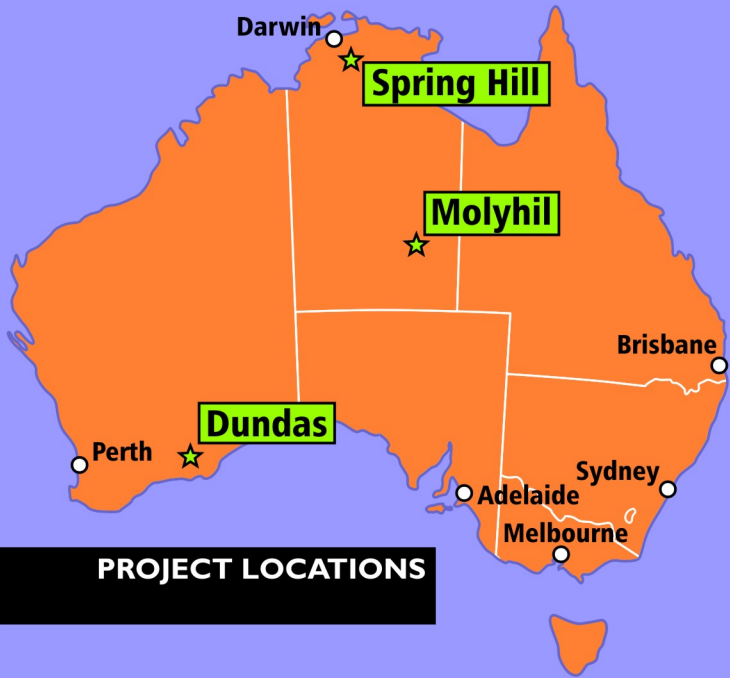 Darwin
Spring Hill
Molyhil
Brisbane
Dundas
Perth
Sydney
Adelaide
Melbourne
PROJECT LOCATIONS